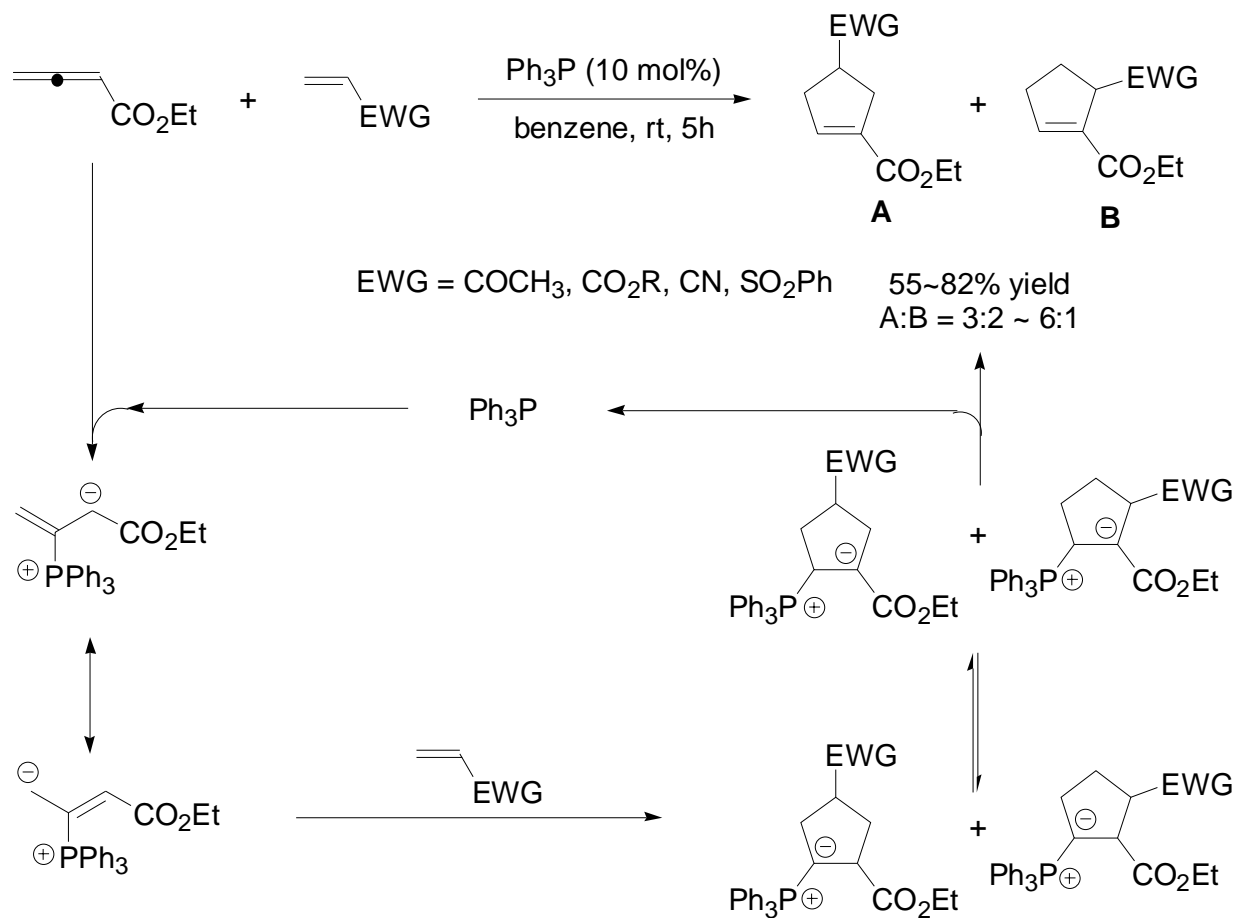 CO2Et
+
EWG
Ph3P (10 mol%)
benzene, rt, 5h
EWG
CO2Et
A
+
EWG
CO2Et
B
EWG = COCH3, CO2R, CN, SO2Ph
55~82% yield
A:B = 3:2 ~ 6:1
Ph3P
⊖
CO2Et
⊕ PPh3
EWG
⊖
Ph3P ⊕
CO2Et
+
EWG
⊖
Ph3P ⊕
CO2Et
⊖
CO2Et
⊕ PPh3
EWG
EWG
⊖
Ph3P ⊕
CO2Et
+
EWG
⊖
Ph3P ⊕
CO2Et